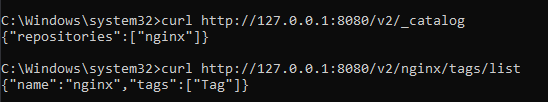 C:\Windows\system32>curl http://127.0.0.1:8080/v2/_catalog
{"repositories":["nginx"]}
C:\Windows\system32>curl http://127.0.0.1:8080/v2/nginx/tags/list
{"name":"nginx","tags":["Tag"]}